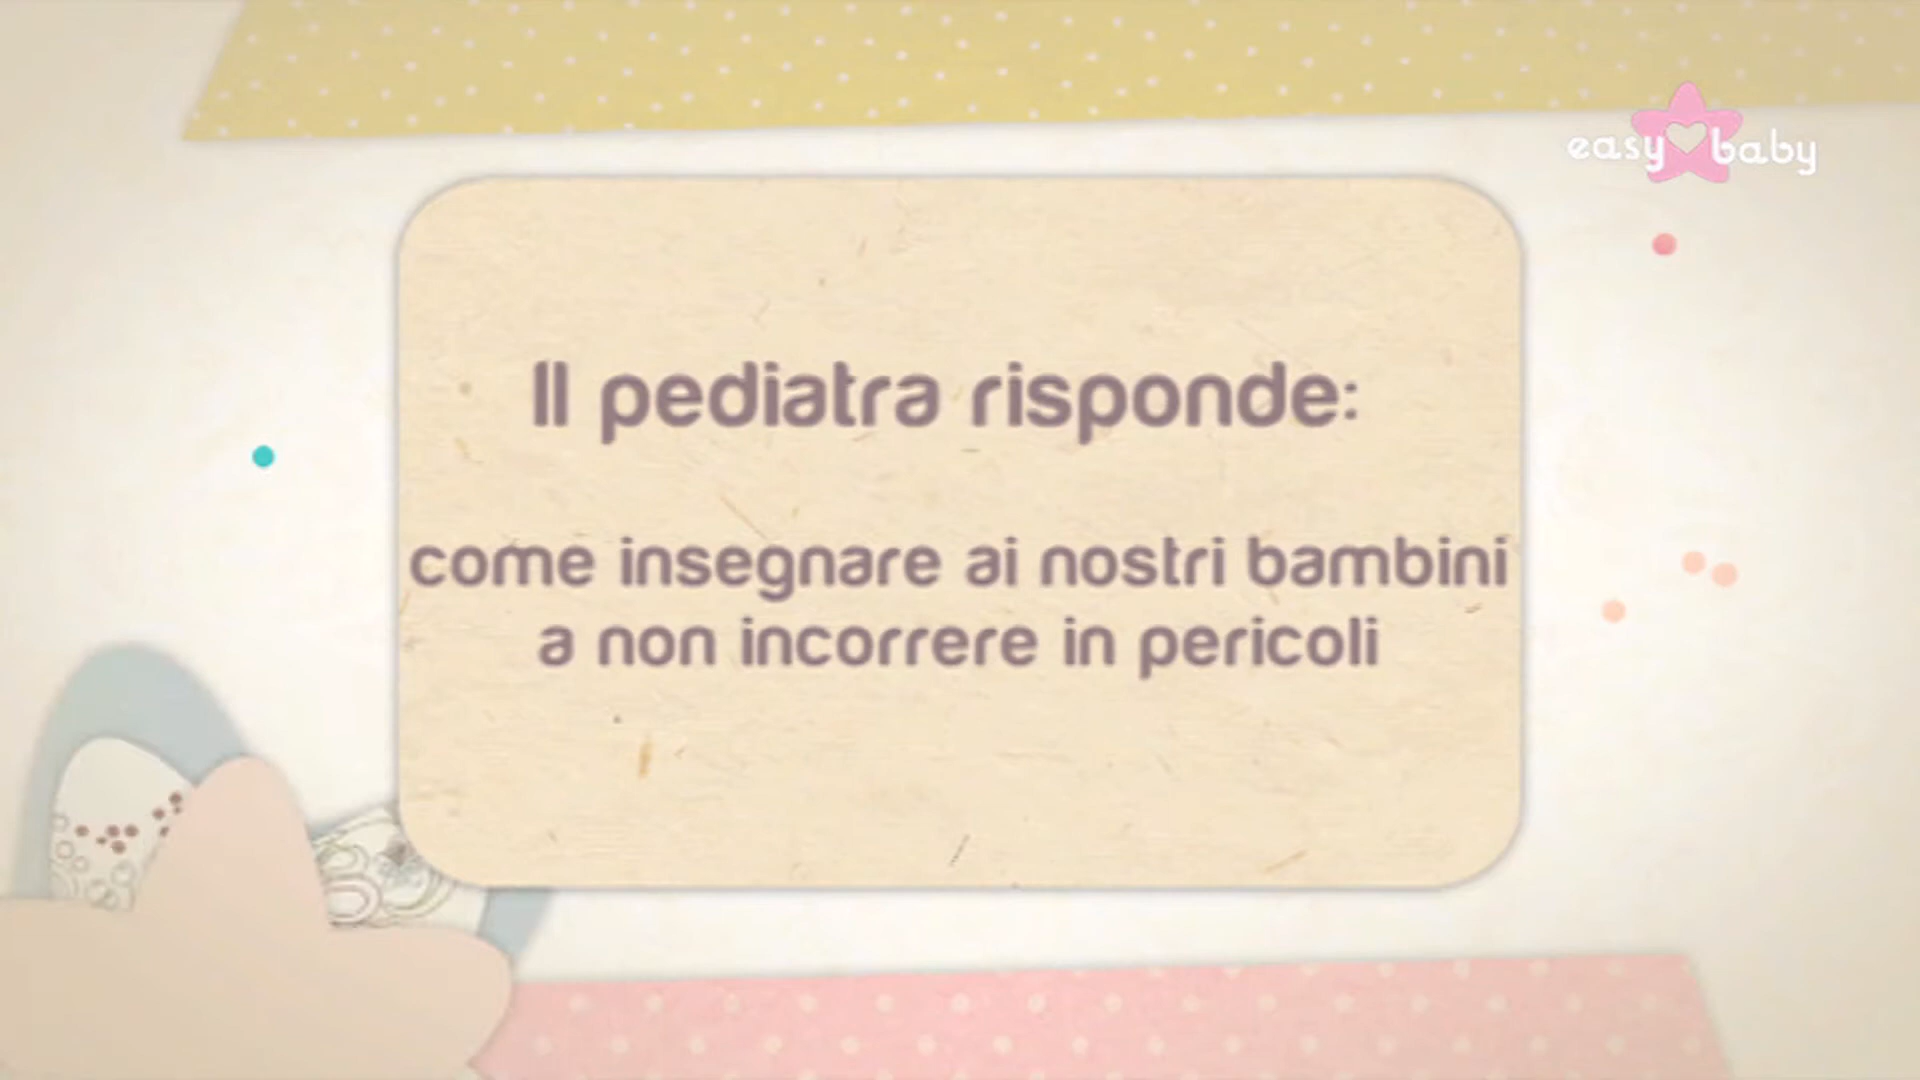 easy baby
Il pediatra risponde:
come insegnare ai nostri bambini
a non incorrere in pericoli